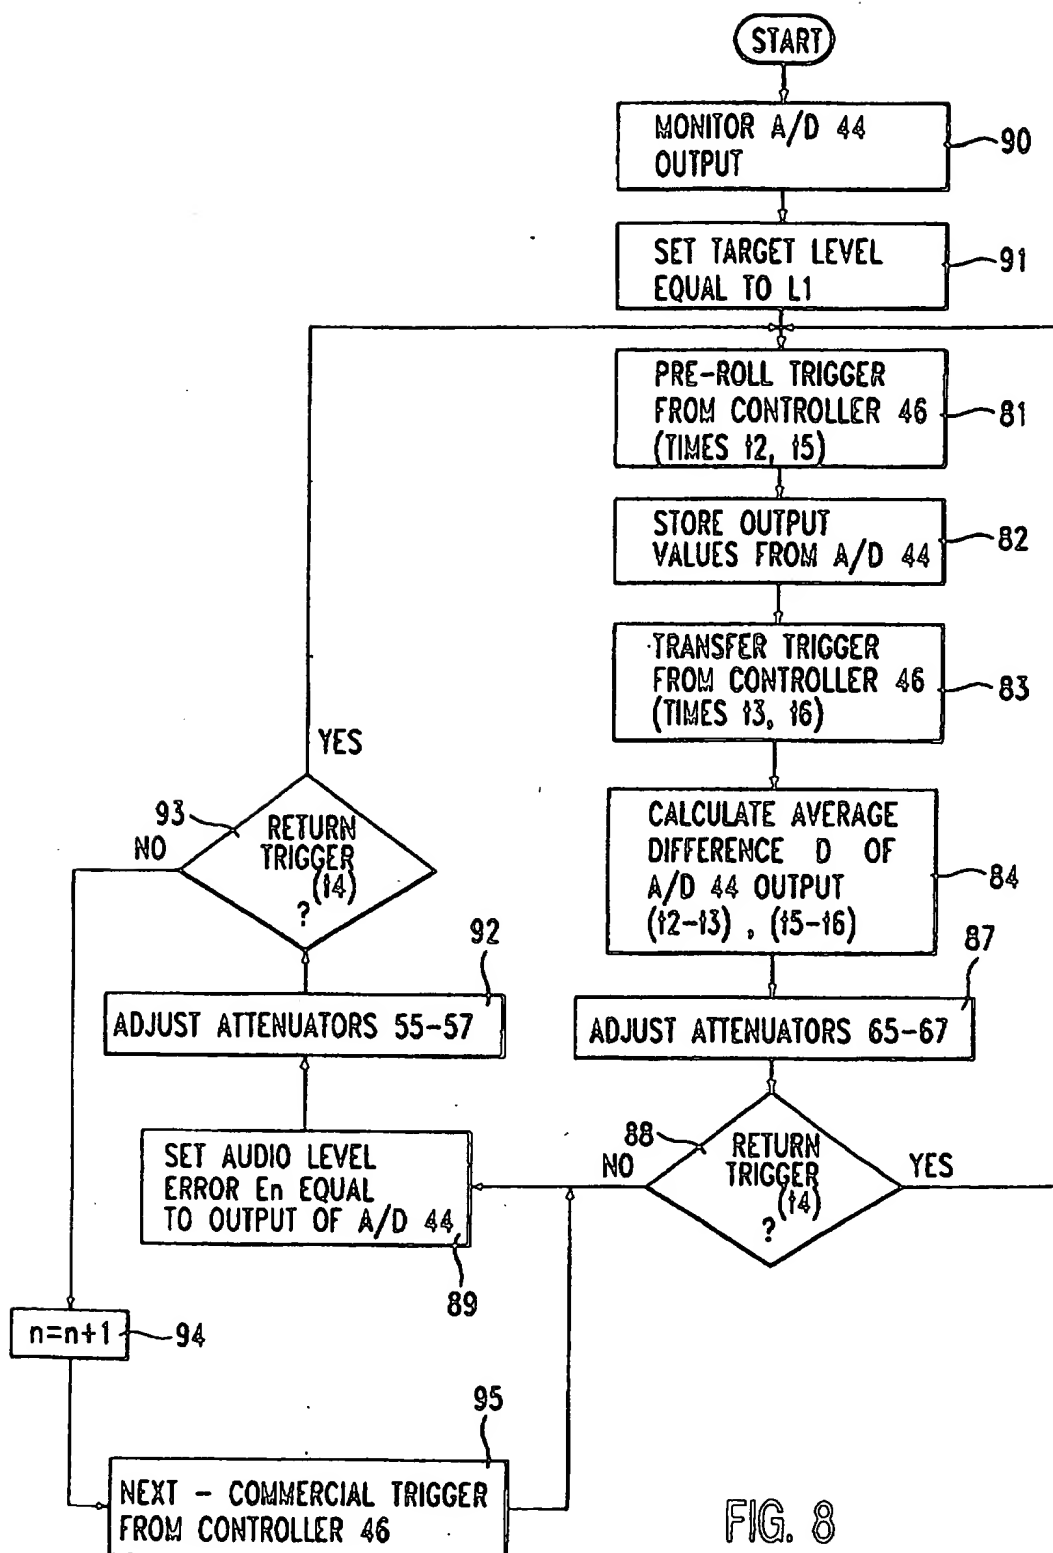 START
MONITOR A/D 44
OUTPUT
90
SET TARGET LEVEL
EQUAL TO L1
91
PRE-ROLL TRIGGER
FROM CONTROLLER 46
(TIMES t2, t5)
81
STORE OUTPUT
VALUES FROM A/D 44
82
TRANSFER TRIGGER
FROM CONTROLLER 46
(TIMES t3, t6)
83
CALCULATE AVERAGE
DIFFERENCE D OF
A/D 44 OUTPUT
(t2-t3) , (t5-t6)
84
ADJUST ATTENUATORS 65-67
87
RETURN
TRIGGER
(t4)
?
88
NO
YES
SET AUDIO LEVEL
ERROR En EQUAL
TO OUTPUT OF A/D 44
89
ADJUST ATTENUATORS 55-57
92
RETURN
TRIGGER
(t4)
?
93
NO
YES
n=n+1
94
NEXT - COMMERCIAL TRIGGER
FROM CONTROLLER 46
95
FIG. 8